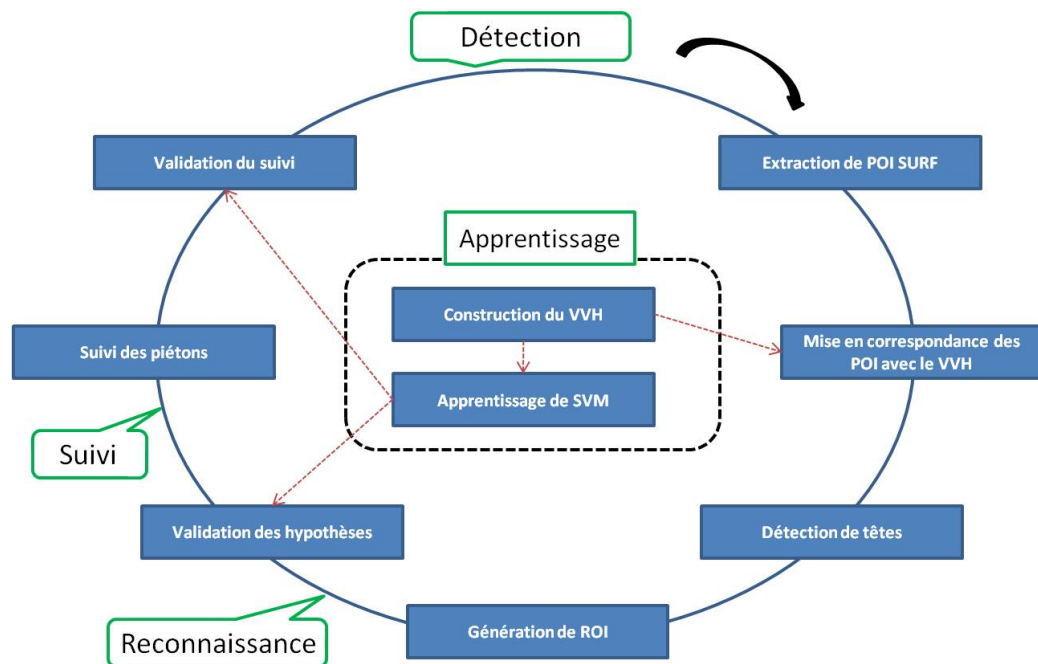 Détection
Validation du suivi
Extraction de POI SURF
Apprentissage
Construction du VVH
Suivi des piétons
Mise en correspondance des
POI avec le VVH
Apprentissage de SVM
Suivi
Validation des hypothèses
Détection de têtes
Reconnaissance
Génération de ROI